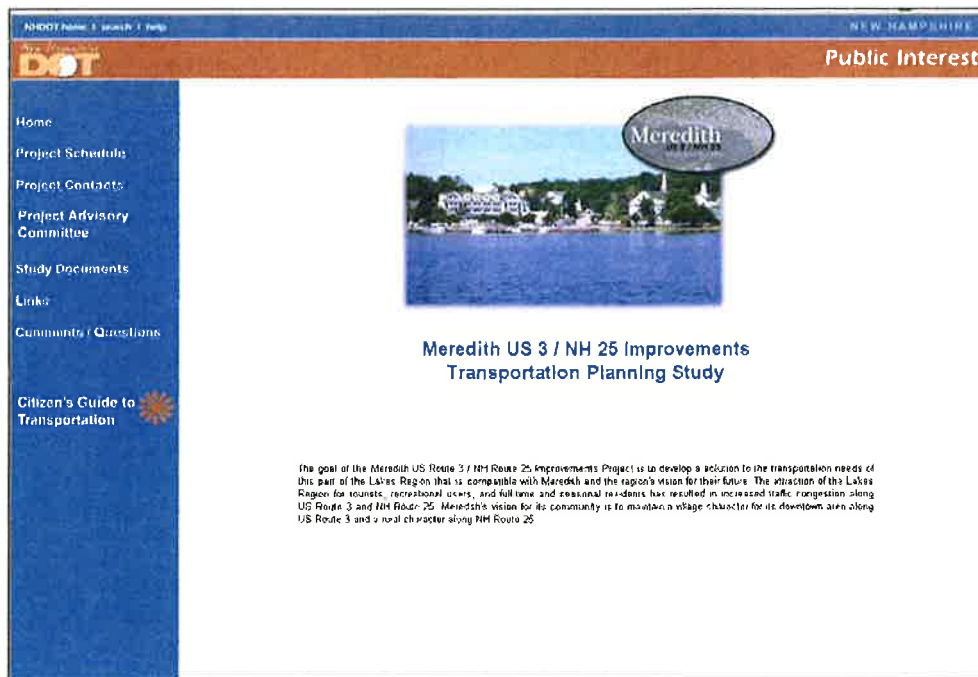 NHDOT home | search | help
NEW HAMPSHIRE
New Hampshire
DOT
Public Interest
Home
Project Schedule
Project Contacts
Project Advisory
Committee
Study Documents
Links
Comments / Questions
Citizen's Guide to
Transportation
Meredith
US 3 / NH 25
Meredith US 3 / NH 25 Improvements
Transportation Planning Study
The goal of the Meredith US Route 3 / NH Route 25 Improvements Project is to develop a solution to the transportation needs of
this part of the Lakes Region that is compatible with Meredith and the region's vision for their future. The attraction of the Lakes
Region for tourists, recreational users, and full time and seasonal residents has resulted in increased traffic congestion along
US Route 3 and NH Route 25. Meredith's vision for its community is to maintain a village character for its downtown area along
US Route 3 and a rural character along NH Route 25